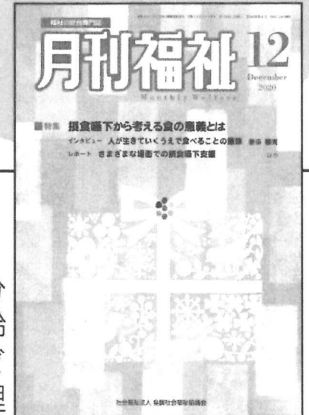 福祉の総合専門誌
月刊福祉
Monthly Welfare
12
December
2020
特集 摂食嚥下から考える食の意義とは
インタビュー 人が生きていくうえで食べることの意味
レポート さまざまな場面での摂食嚥下支援
社会福祉法人 全国社会福祉協議会